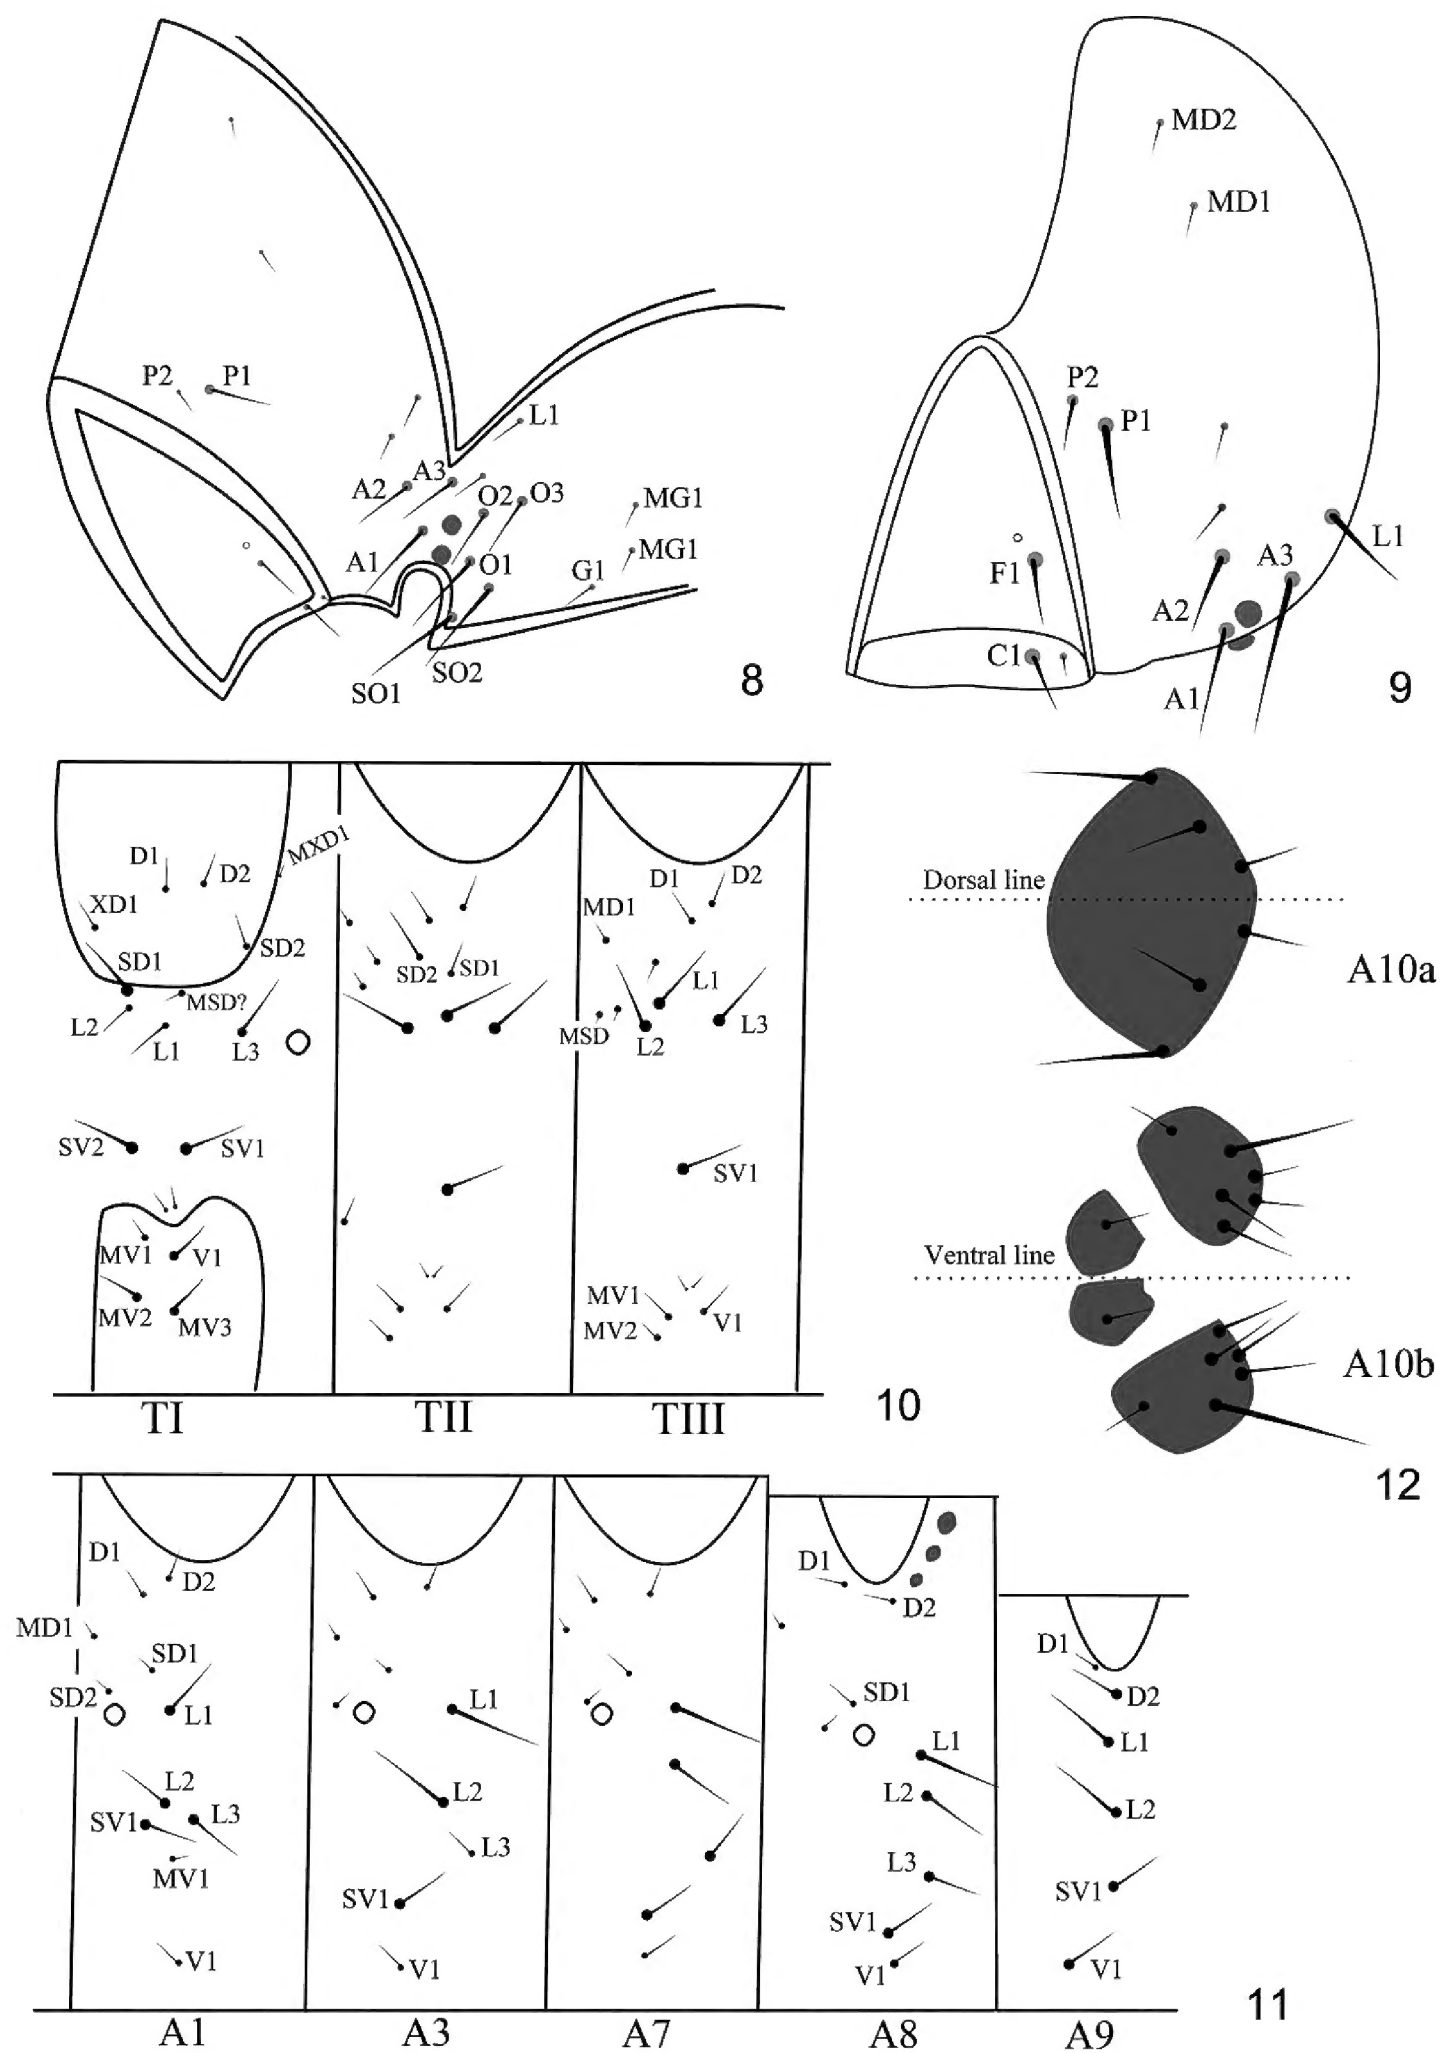 P2
P1
L1
A2
A3
O2
O3
MG1
A1
O1
MG1
G1
SO1
SO2
8
MD2
MD1
P2
P1
L1
F1
A3
A2
C1
A1
9
D1
D2
MXD1
XD1
SD1
SD2
MSD?
L2
L1
L3
SV2
SV1
MV1
V1
MV2
MV3
SD2
SD1
D1
D2
MD1
L1
MSD
L2
L3
SV1
MV1
MV2
V1
TI
TII
TIII
10
Dorsal line
A10a
Ventral line
A10b
12
D1
D2
MD1
SD1
SD2
L1
L2
SV1
L3
MV1
V1
L1
L2
L3
SV1
V1
D1
D2
SD1
L1
L2
L3
SV1
V1
D1
D2
L1
L2
SV1
V1
A1
A3
A7
A8
A9
11